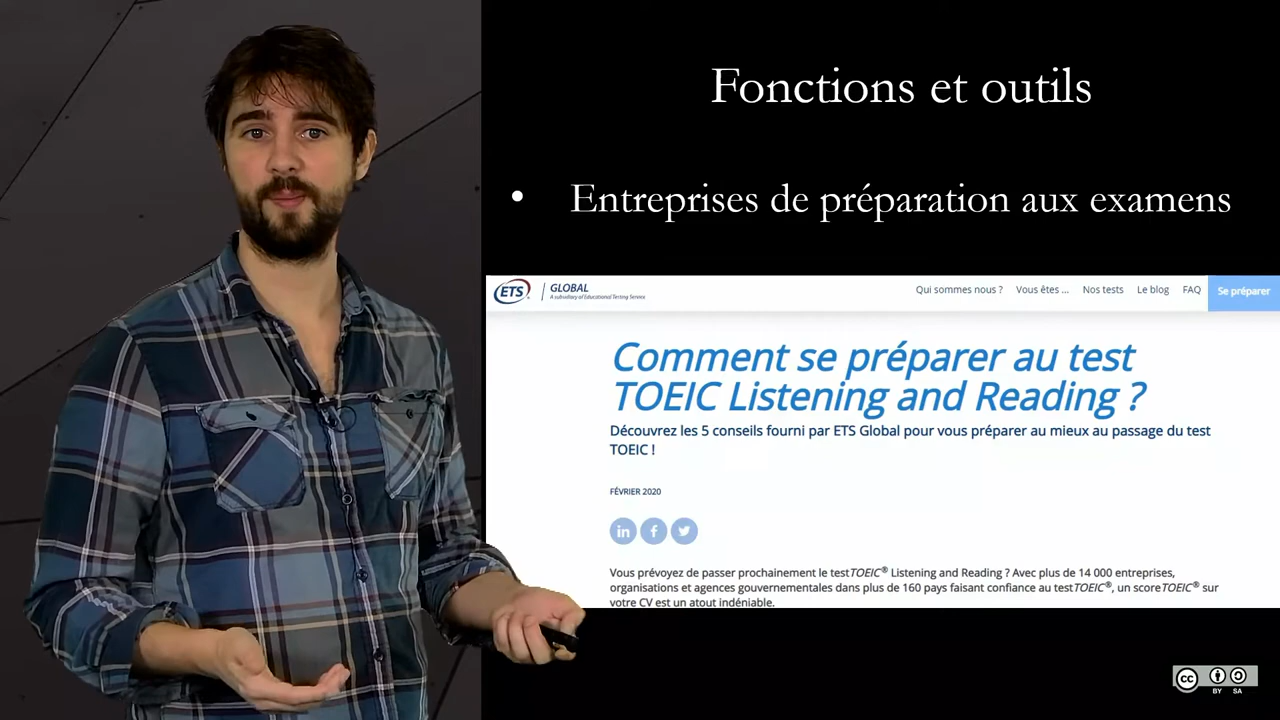 Fonctions et outils
• Entreprises de préparation aux examens
ETS GLOBAL
A subsidiary of Educational Testing Service
Qui sommes nous ? Vous êtes ... Nos tests Le blog FAQ Se préparer
Comment se préparer au test
TOEIC Listening and Reading ?
Découvrez les 5 conseils fourni par ETS Global pour vous préparer au mieux au passage du test
TOEIC !
FÉVRIER 2020
in f
Vous prévoyez de passer prochainement le test TOEIC® Listening and Reading ? Avec plus de 14 000 entreprises,
organisations et agences gouvernementales dans plus de 160 pays faisant confiance au test TOEIC®, un score TOEIC® sur
votre CV est un atout indéniable.
cc
BY SA